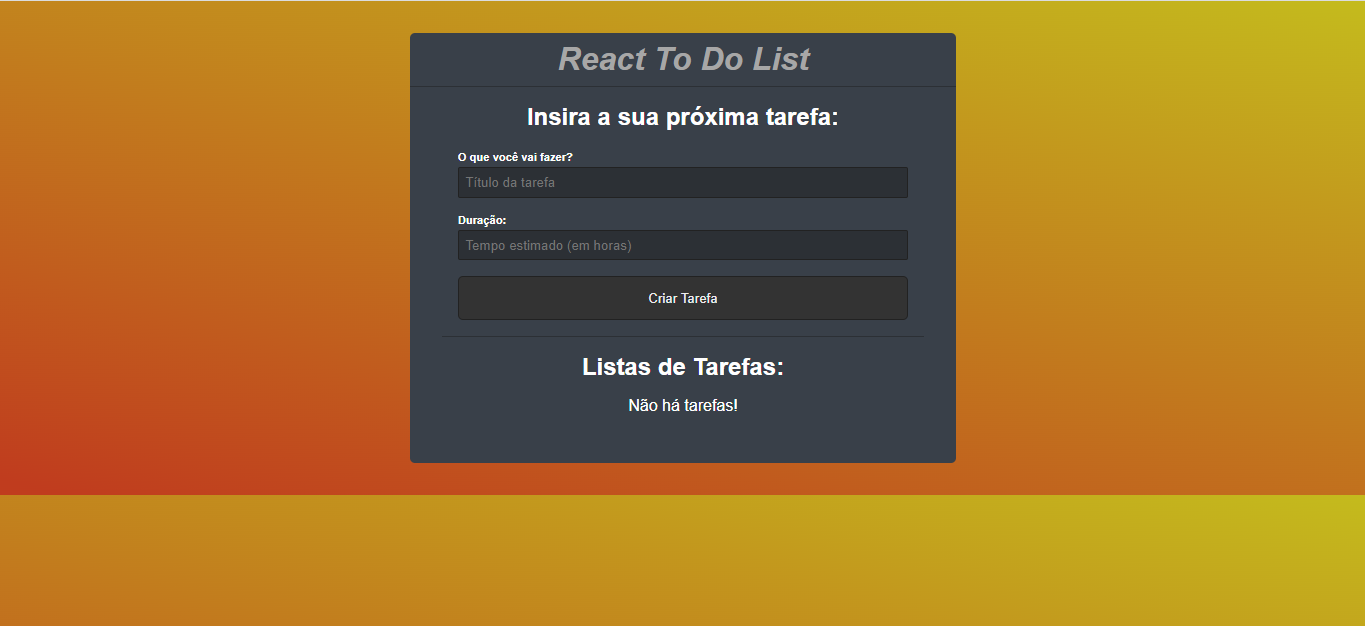 React To Do List
Insira a sua próxima tarefa:
O que você vai fazer?
Título da tarefa
Duração:
Tempo estimado (em horas)
Criar Tarefa
Listas de Tarefas:
Não há tarefas!